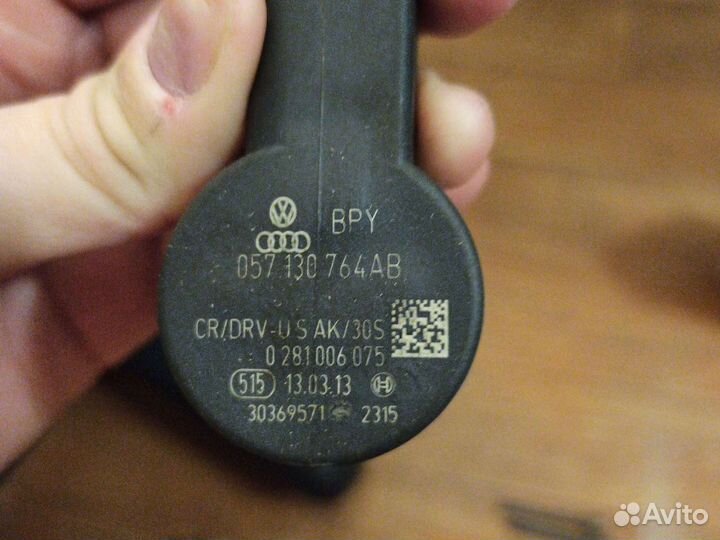 BPY
057 130 764AB
CR/DRV-U S AK/30S
0 281 006 075
515 13.03.13
30369571 2315
Avito